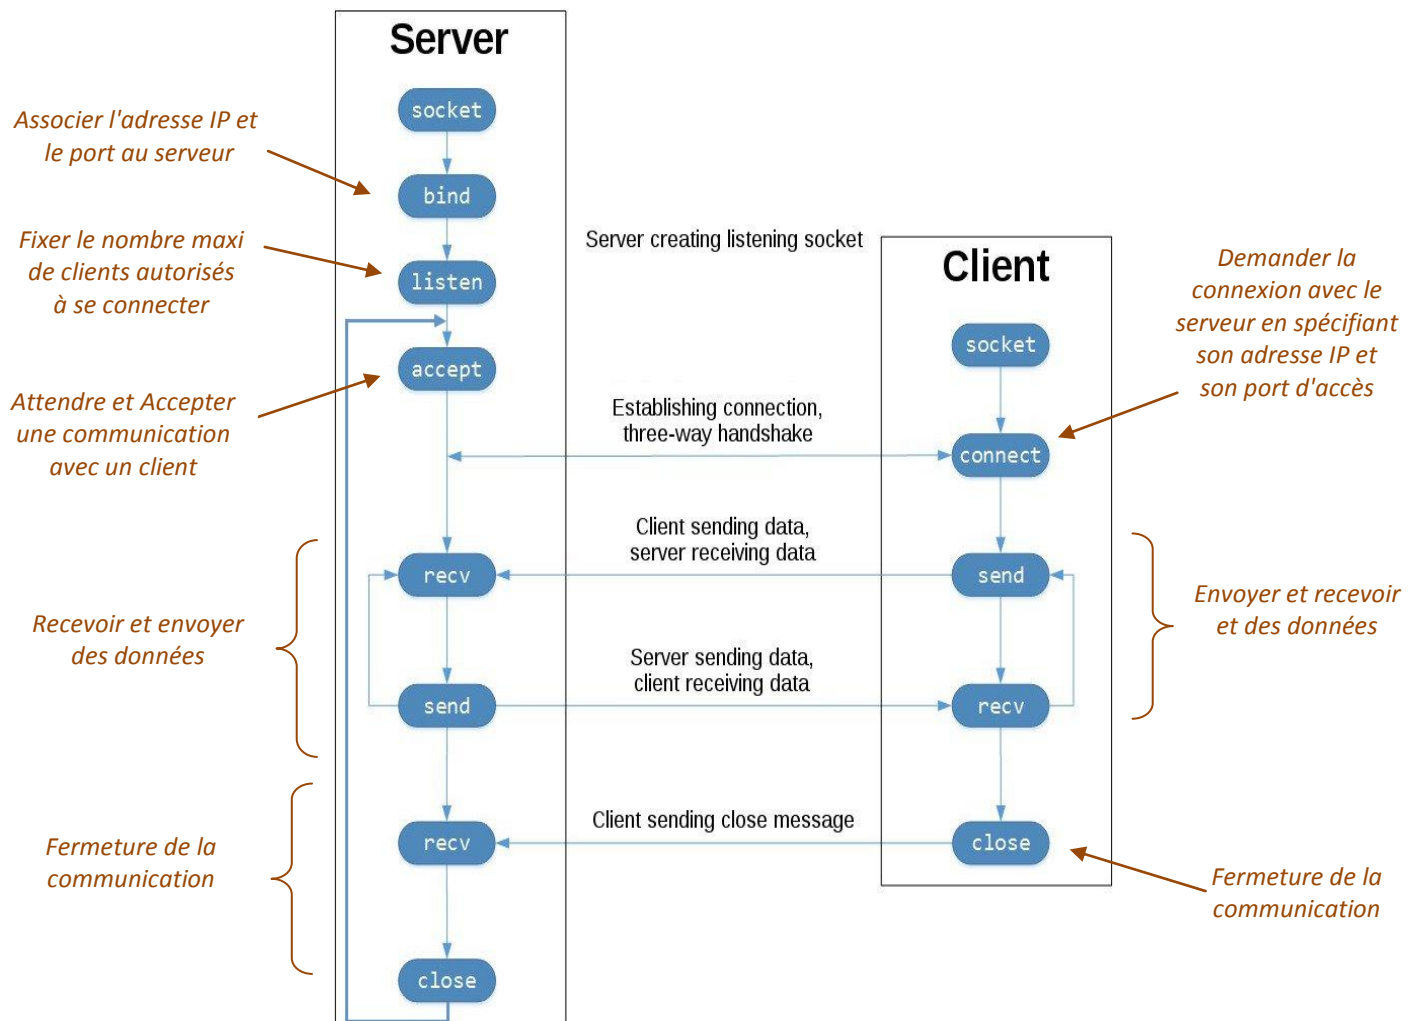 Server
socket
Associer l'adresse IP et
le port au serveur
bind
Fixer le nombre maxi
de clients autorisés
à se connecter
listen
Server creating listening socket
Client
Demander la
connexion avec le
serveur en spécifiant
son adresse IP et
son port d'accès
socket
accept
Attendre et Accepter
une communication
avec un client
Establishing connection,
three-way handshake
connect
Client sending data,
server receiving data
recv
send
Recevoir et envoyer
des données
Envoyer et recevoir
et des données
Server sending data,
client receiving data
send
recv
Fermeture de la
communication
Client sending close message
recv
close
Fermeture de la
communication
close